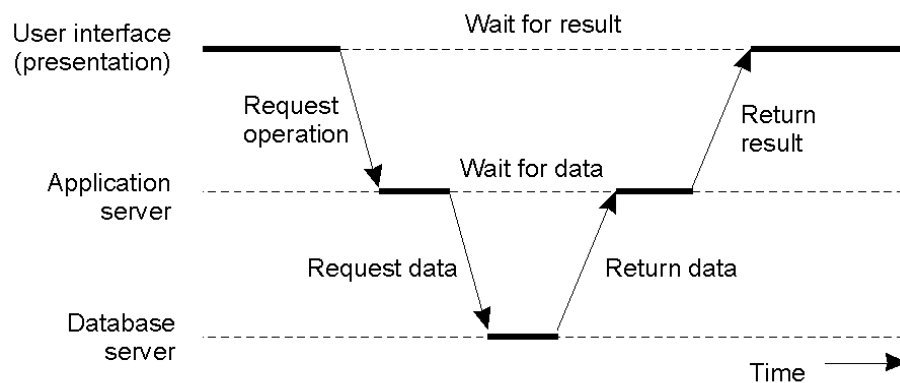 User interface
(presentation)
Wait for result
Request
operation
Return
result
Application
server
Wait for data
Request data
Return data
Database
server
Time